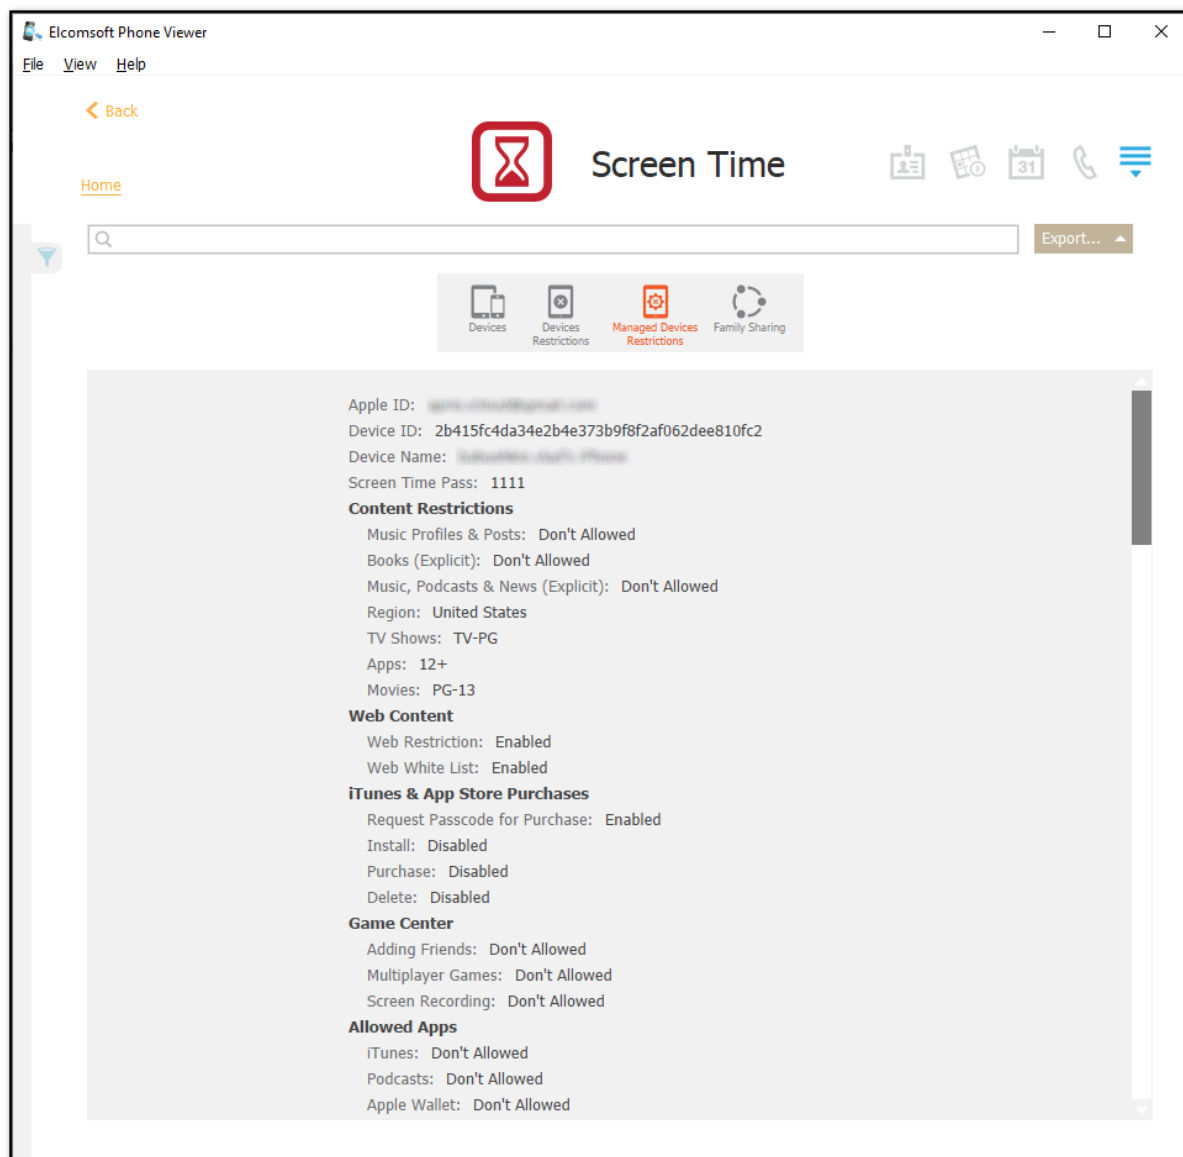 Elcomsoft Phone Viewer
File View Help
Back
Screen Time
31
Home
Export...
Devices
Devices Restrictions
Managed Devices Restrictions
Family Sharing
Apple ID:
Device ID: 2b415fc4da34e2b4e373b9f8f2af062dee810fc2
Device Name:
Screen Time Pass: 1111
Content Restrictions
Music Profiles & Posts: Don't Allowed
Books (Explicit): Don't Allowed
Music, Podcasts & News (Explicit): Don't Allowed
Region: United States
TV Shows: TV-PG
Apps: 12+
Movies: PG-13
Web Content
Web Restriction: Enabled
Web White List: Enabled
iTunes & App Store Purchases
Request Passcode for Purchase: Enabled
Install: Disabled
Purchase: Disabled
Delete: Disabled
Game Center
Adding Friends: Don't Allowed
Multiplayer Games: Don't Allowed
Screen Recording: Don't Allowed
Allowed Apps
iTunes: Don't Allowed
Podcasts: Don't Allowed
Apple Wallet: Don't Allowed